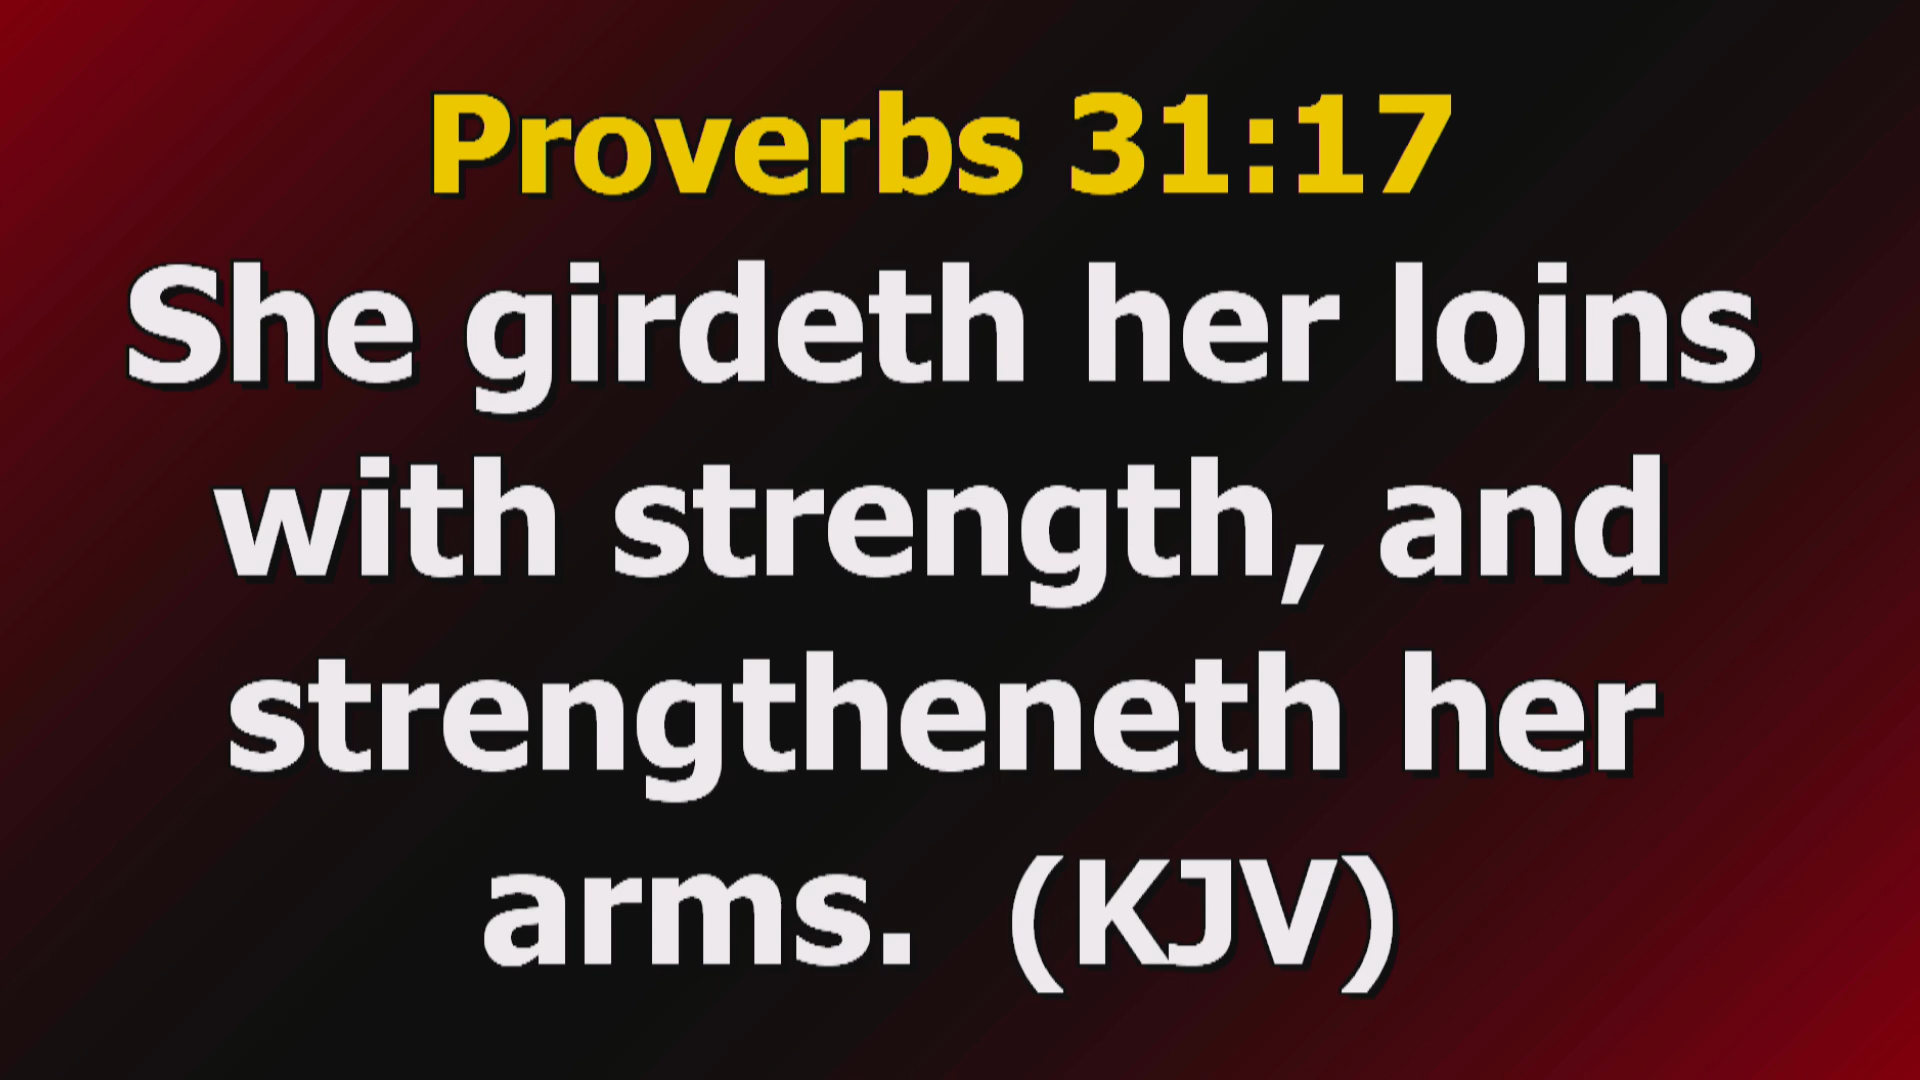 Proverbs 31:17
She girdeth her loins
with strength, and
strengtheneth her
arms.  (KJV)